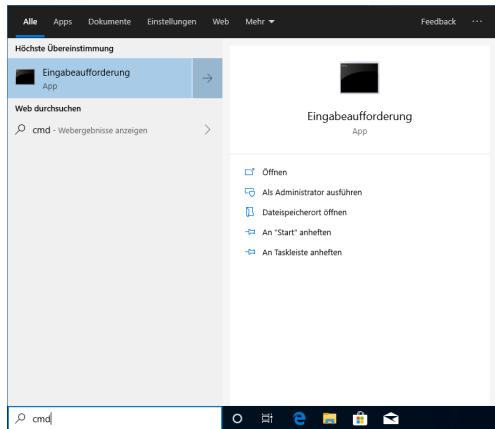 Alle Apps Dokumente Einstellungen Web Mehr Feedback ...
Höchste Übereinstimmung
Eingabeaufforderung
App
Web durchsuchen
cmd - Webergebnisse anzeigen
Eingabeaufforderung
App
Öffnen
Als Administrator ausführen
Dateispeicherort öffnen
An "Start" anheften
An Taskleiste anheften
cmd